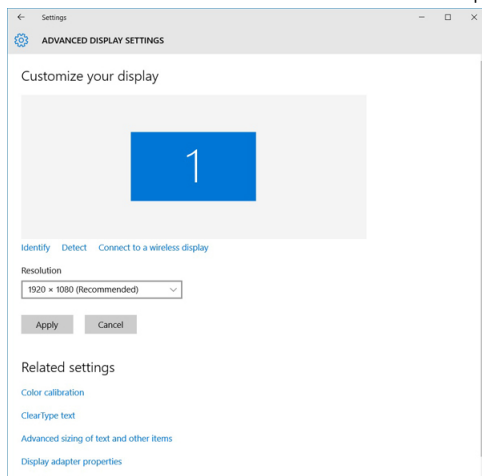 Settings
ADVANCED DISPLAY SETTINGS
Customize your display
1
Identify Detect Connect to a wireless display
Resolution
1920 × 1080 (Recommended)
Apply Cancel
Related settings
Color calibration
ClearType text
Advanced sizing of text and other items
Display adapter properties